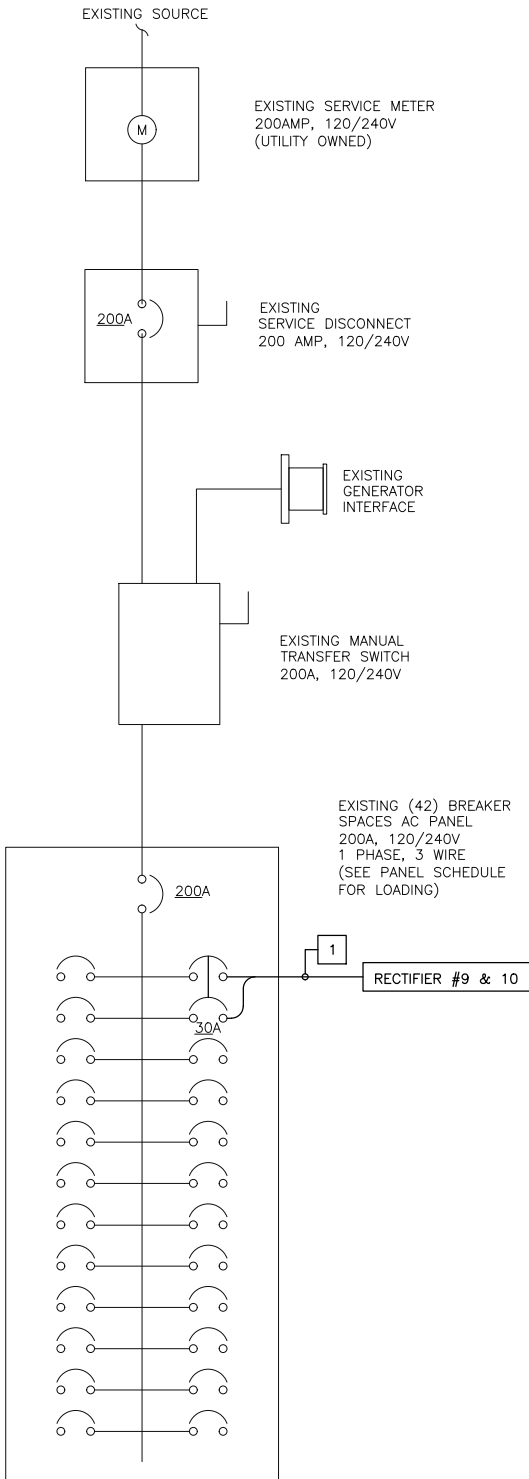 EXISTING SOURCE
M
EXISTING SERVICE METER
200AMP, 120/240V
(UTILITY OWNED)
200A
EXISTING
SERVICE DISCONNECT
200 AMP, 120/240V
EXISTING
GENERATOR
INTERFACE
EXISTING MANUAL
TRANSFER SWITCH
200A, 120/240V
EXISTING (42) BREAKER
SPACES AC PANEL
200A, 120/240V
1 PHASE, 3 WIRE
(SEE PANEL SCHEDULE
FOR LOADING)
200A
1
RECTIFIER #9 & 10
30A